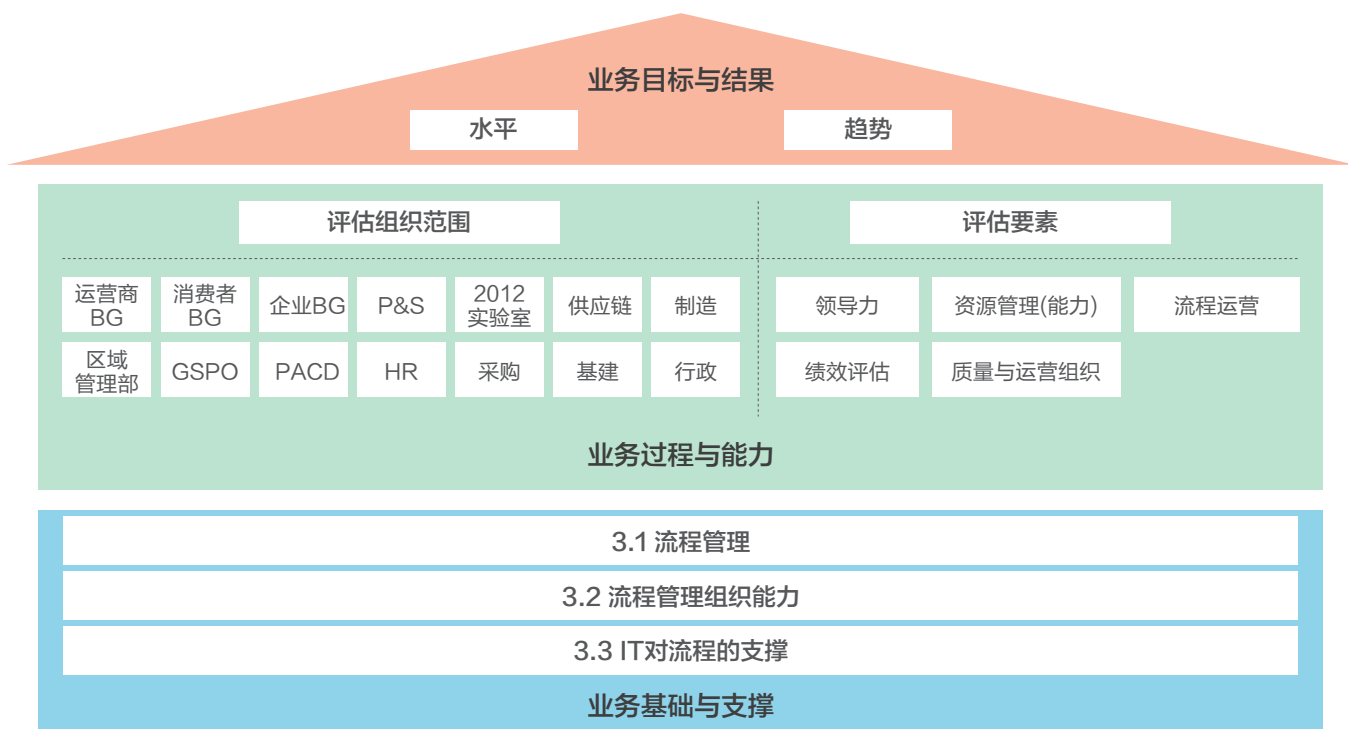 业务目标与结果
水平
趋势
评估组织范围
评估要素
运营商
BG
消费者
BG
企业BG
P&S
2012
实验室
供应链
制造
领导力
资源管理(能力)
流程运营
区域
管理部
GSPO
PACD
HR
采购
基建
行政
绩效评估
质量与运营组织
业务过程与能力
3.1 流程管理
3.2 流程管理组织能力
3.3 IT对流程的支撑
业务基础与支撑